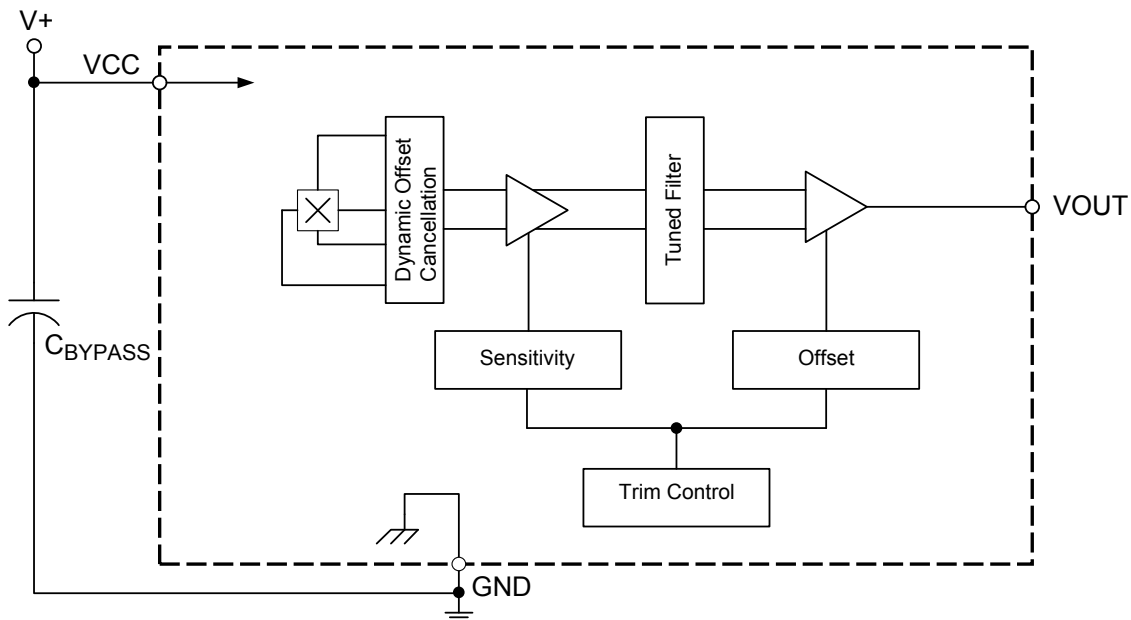 V+
VCC
Dynamic Offset
Cancellation
Tuned Filter
VOUT
CBYPASS
Sensitivity
Offset
Trim Control
GND